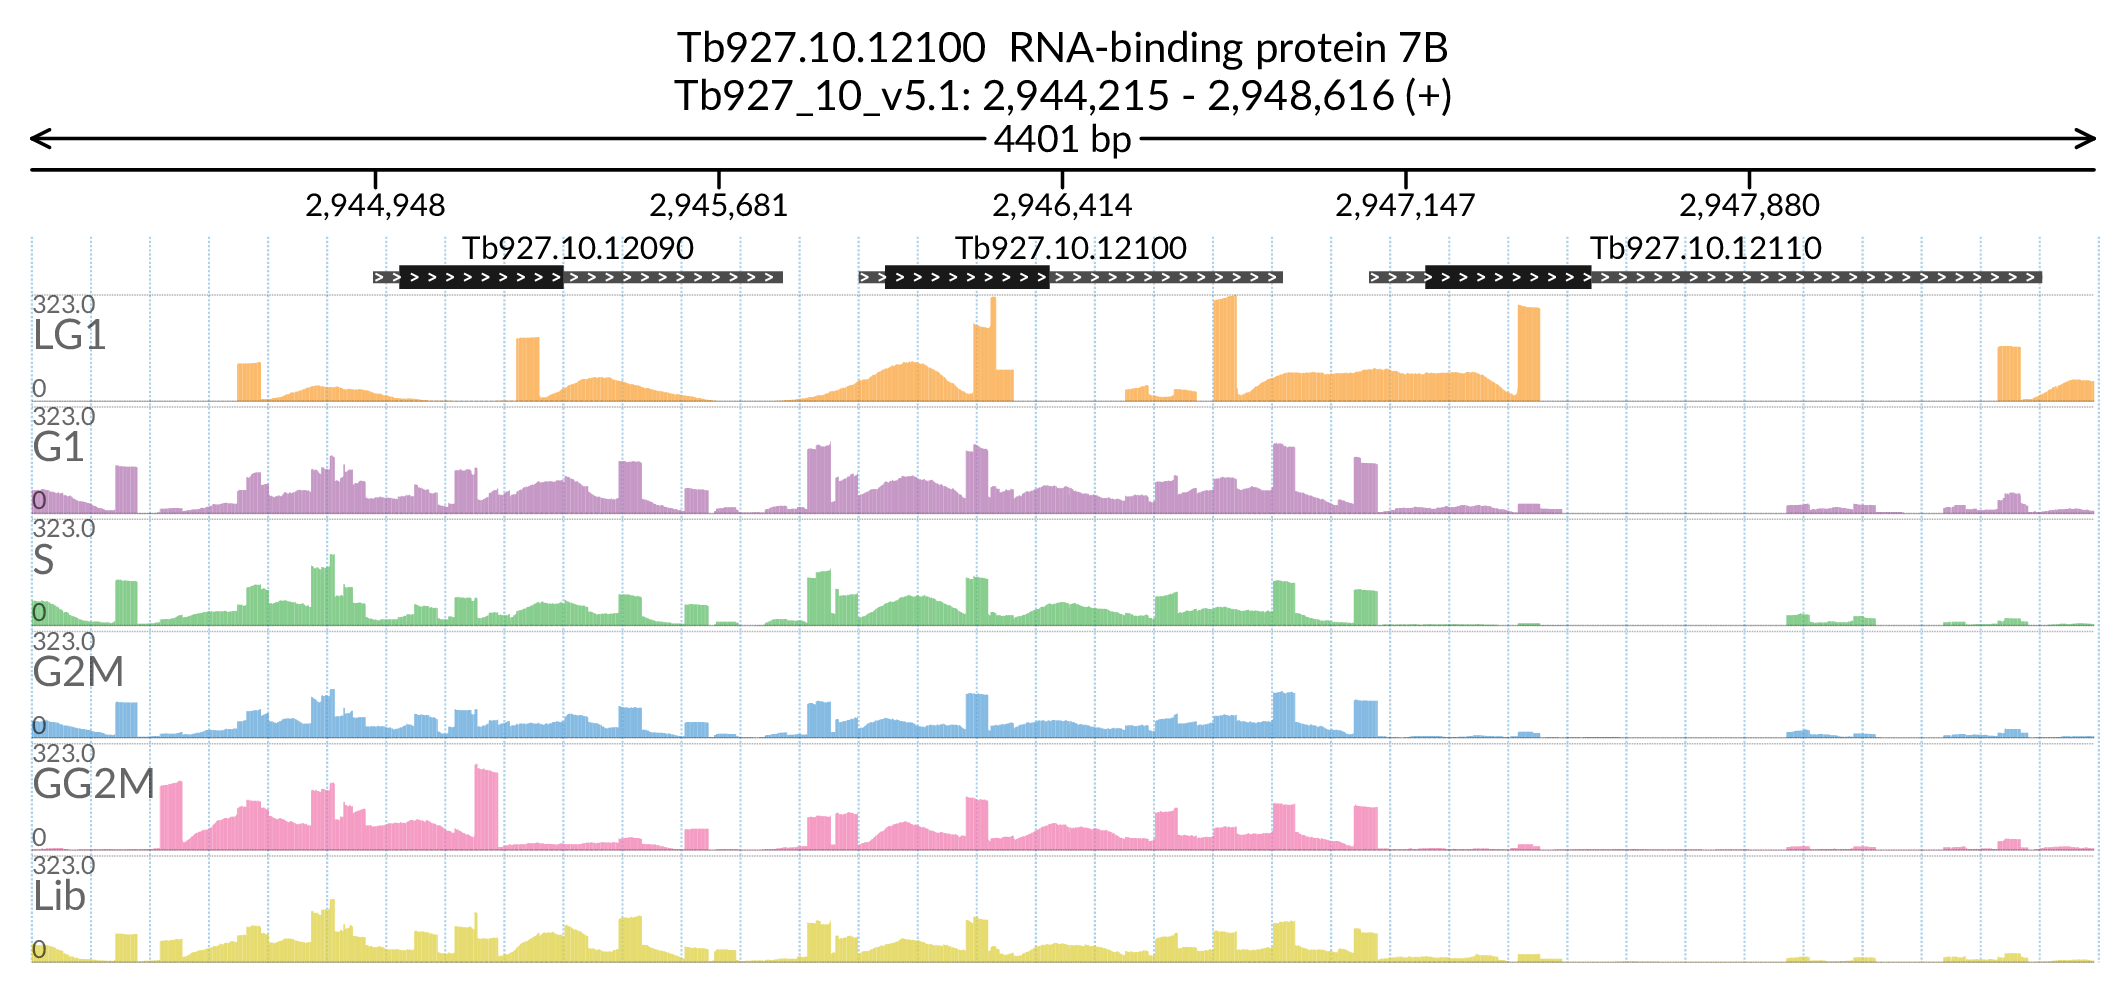 Tb927.10.12100  RNA-binding protein 7B
Tb927_10_v5.1: 2,944,215 - 2,948,616 (+)
4401 bp
2,944,948 2,945,681 2,946,414 2,947,147 2,947,880
Tb927.10.12090 Tb927.10.12100 Tb927.10.12110
323.0
LG1
0
323.0
G1
0
323.0
S
0
323.0
G2M
0
323.0
GG2M
0
323.0
Lib
0